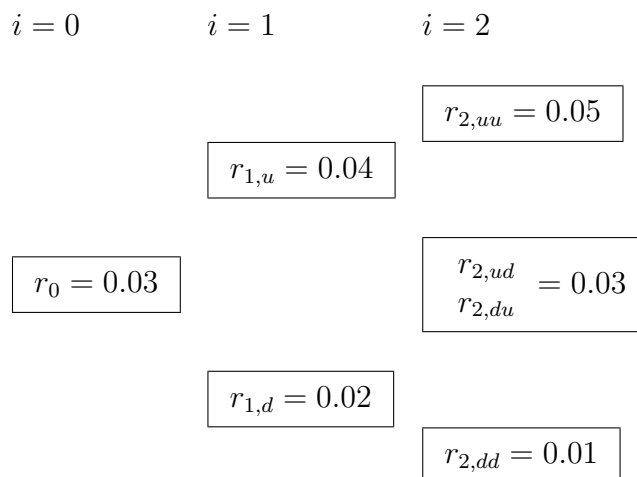 i = 0 i = 1 i = 2
r_{2,uu} = 0.05
r_{1,u} = 0.04
r_0 = 0.03
r_{2,ud}
r_{2,du} = 0.03
r_{1,d} = 0.02
r_{2,dd} = 0.01